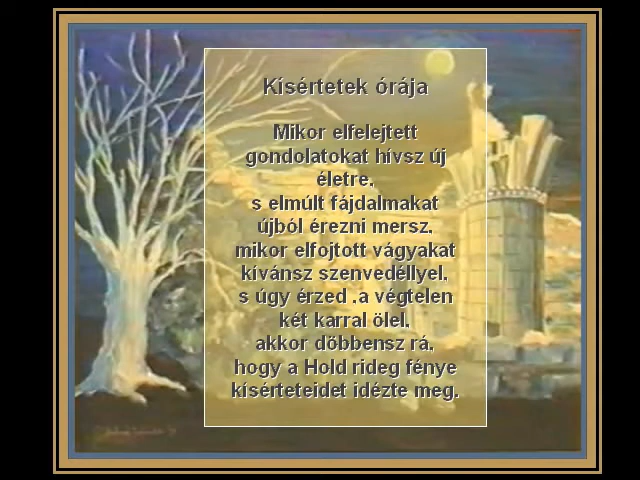 Kísértetek órája
Mikor elfelejtett
gondolatokat hívsz új
életre,
s elmúlt fájdalmakat
újból érezni mersz,
mikor elfojtott vágyakat
kívánsz szenvedéllyel,
s úgy érzed ,a végtelen
két karral ölel,
akkor döbbensz rá,
hogy a Hold rideg fénye
kísérteteidet idézte meg.